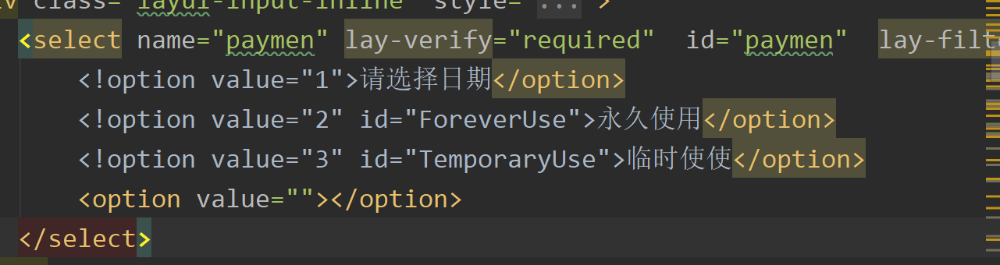 class="layui-input-inline" style="...">
<select name="paymen" lay-verify="required" id="paymen" lay-filt
<!option value="1">请选择日期</option>
<!option value="2" id="ForeverUse">永久使用</option>
<!option value="3" id="TemporaryUse">临时使使</option>
<option value=""></option>
</select>